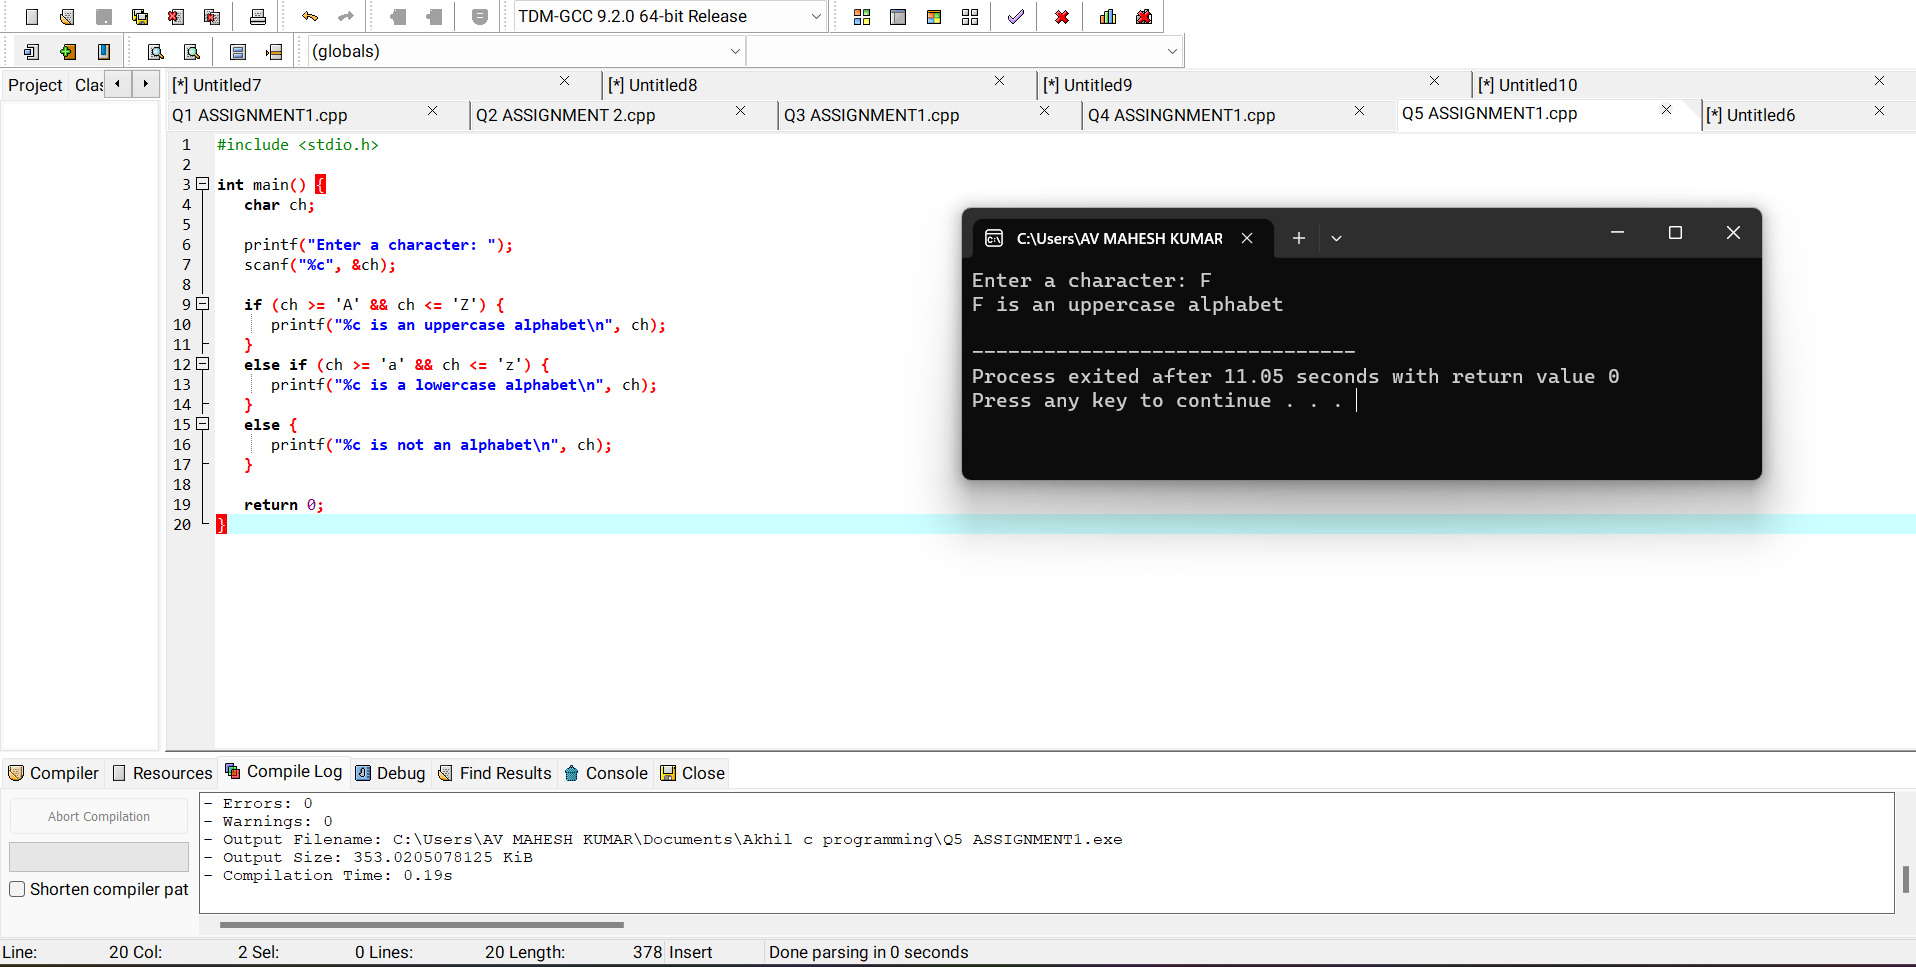 TDM-GCC 9.2.0 64-bit Release
(globals)
Project Clas
[*] Untitled7 [*] Untitled8 [*] Untitled9 [*] Untitled10
Q1 ASSIGNMENT1.cpp Q2 ASSIGNMENT 2.cpp Q3 ASSIGNMENT1.cpp Q4 ASSINGNMENT1.cpp Q5 ASSIGNMENT1.cpp [*] Untitled6
1 #include <stdio.h>
2
3 int main() {
4 char ch;
5
6 printf("Enter a character: ");
7 scanf("%c", &ch);
8
9 if (ch >= 'A' && ch <= 'Z') {
10 printf("%c is an uppercase alphabet\n", ch);
11 }
12 else if (ch >= 'a' && ch <= 'z') {
13 printf("%c is a lowercase alphabet\n", ch);
14 }
15 else {
16 printf("%c is not an alphabet\n", ch);
17 }
18
19 return 0;
20 }
C:\Users\AV MAHESH KUMAR
Enter a character: F
F is an uppercase alphabet
--------------------------------
Process exited after 11.05 seconds with return value 0
Press any key to continue . . .
Compiler Resources Compile Log Debug Find Results Console Close
Abort Compilation
Shorten compiler pat
- Errors: 0
- Warnings: 0
- Output Filename: C:\Users\AV MAHESH KUMAR\Documents\Akhil c programming\Q5 ASSIGNMENT1.exe
- Output Size: 353.0205078125 KiB
- Compilation Time: 0.19s
Line: 20 Col: 2 Sel: 0 Lines: 20 Length: 378 Insert Done parsing in 0 seconds